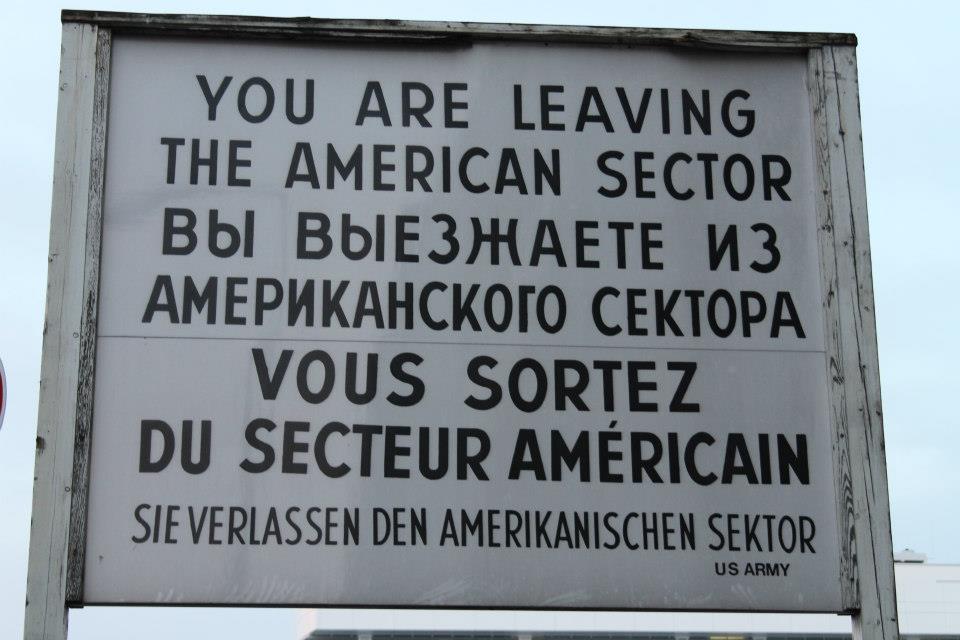 YOU ARE LEAVING
THE AMERICAN SECTOR
ВЫ ВЫЕЗЖАЕТЕ ИЗ
АМЕРИКАНСКОГО СЕКТОРА
VOUS SORTEZ
DU SECTEUR AMÉRICAIN
SIE VERLASSEN DEN AMERIKANISCHEN SEKTOR
US ARMY